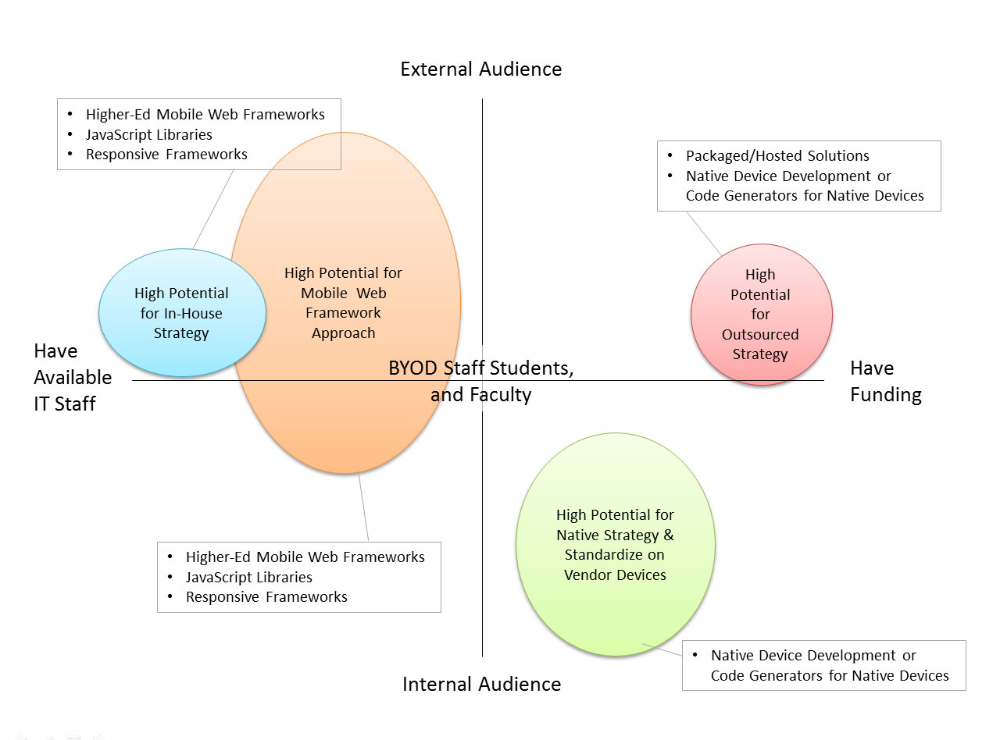 External Audience
• Higher-Ed Mobile Web Frameworks
• JavaScript Libraries
• Responsive Frameworks
• Packaged/Hosted Solutions
• Native Device Development or
Code Generators for Native Devices
High Potential
for In-House
Strategy
High Potential for
Mobile Web
Framework
Approach
High
Potential
for
Outsourced
Strategy
Have
Available
IT Staff
BYOD Staff Students,
and Faculty
Have
Funding
High Potential for
Native Strategy &
Standardize on
Vendor Devices
• Higher-Ed Mobile Web Frameworks
• JavaScript Libraries
• Responsive Frameworks
• Native Device Development or
Code Generators for Native Devices
Internal Audience